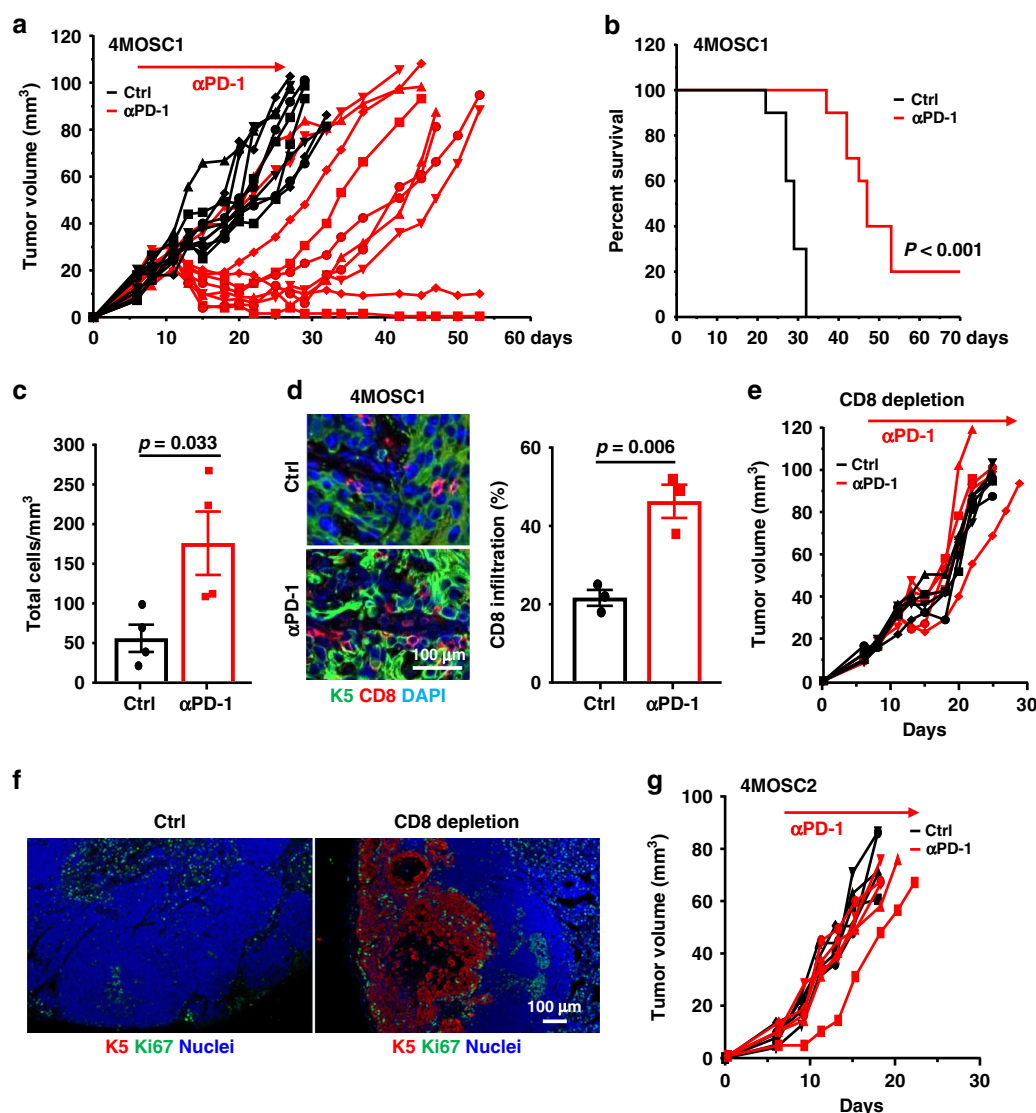 a
4MOSC1
αPD-1
Ctrl
αPD-1
Tumor volume (mm³)
120
100
80
60
40
20
0
0 10 20 30 40 50 60 days
b
4MOSC1
Ctrl
αPD-1
Percent survival
120
100
80
60
40
20
0
P < 0.001
0 10 20 30 40 50 60 70 days
c
p = 0.033
Total cells/mm³
300
250
200
150
100
50
0
Ctrl αPD-1
d
4MOSC1
Ctrl
αPD-1
100 μm
K5 CD8 DAPI
p = 0.006
CD8 infiltration (%)
60
40
20
0
Ctrl αPD-1
e
CD8 depletion
αPD-1
Ctrl
αPD-1
Tumor volume (mm³)
120
100
80
60
40
20
0
0 10 20 30
Days
f
Ctrl CD8 depletion
100 μm
K5 Ki67 Nuclei K5 Ki67 Nuclei
g
4MOSC2
αPD-1
Ctrl
αPD-1
Tumor volume (mm³)
100
80
60
40
20
0
0 10 20 30
Days